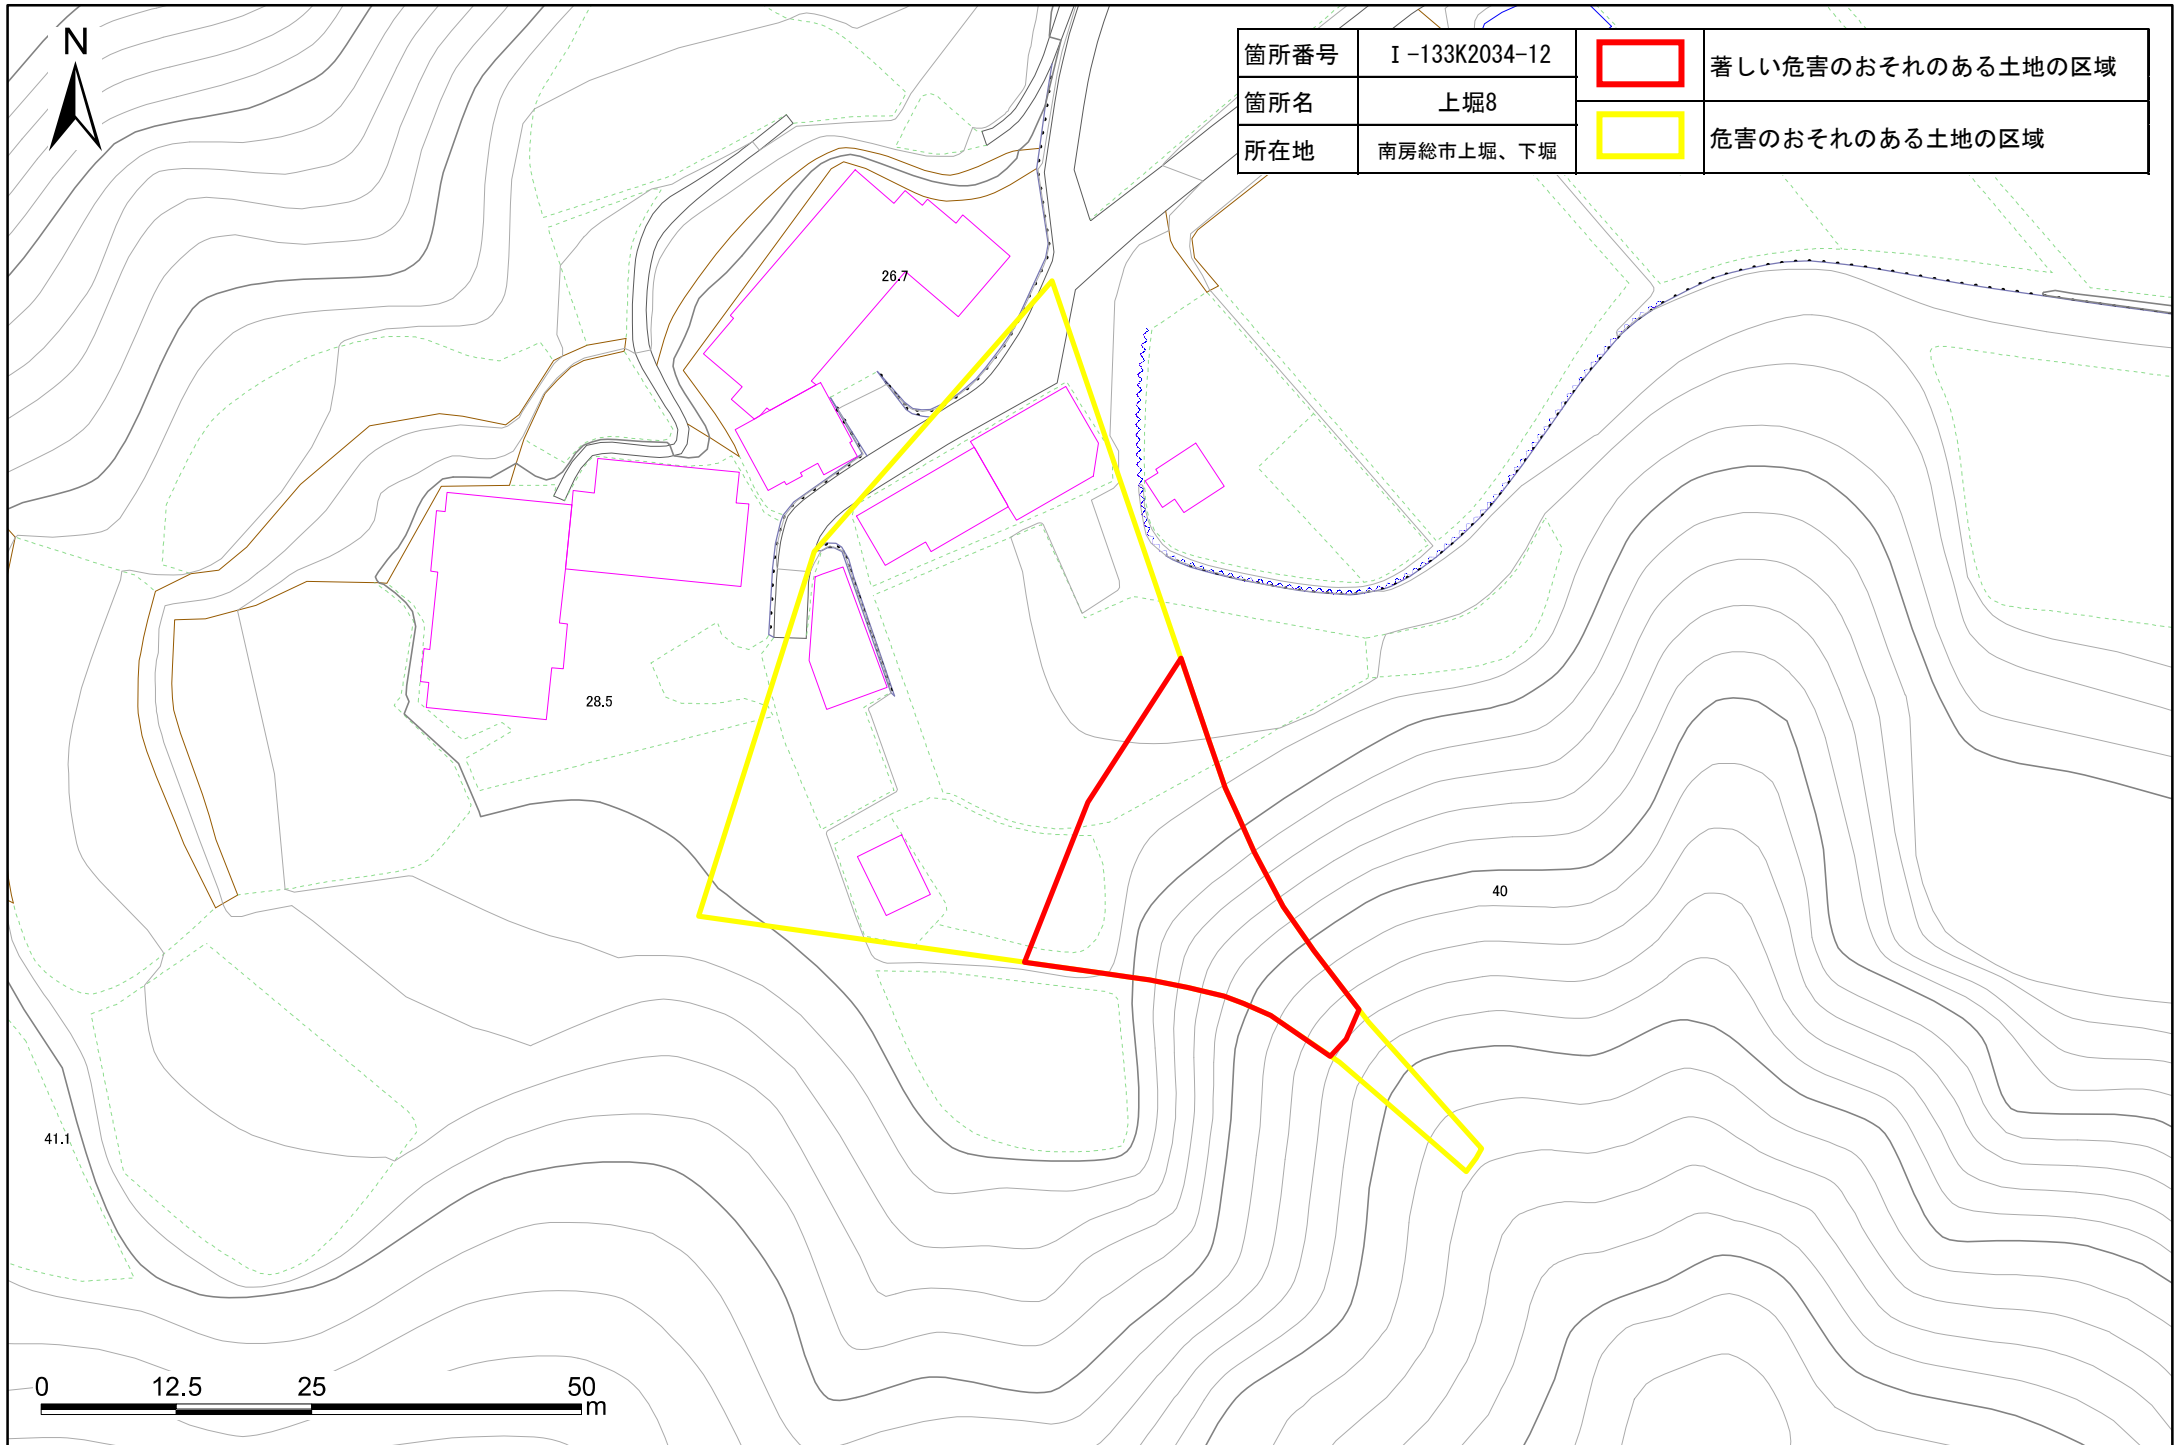 N
箇所番号 Ⅰ-133K2034-12
箇所名 上堀8
所在地 南房総市上堀、下堀
著しい危害のおそれのある土地の区域
危害のおそれのある土地の区域
26.7
28.5
40
41.1
0 12.5 25 50
m